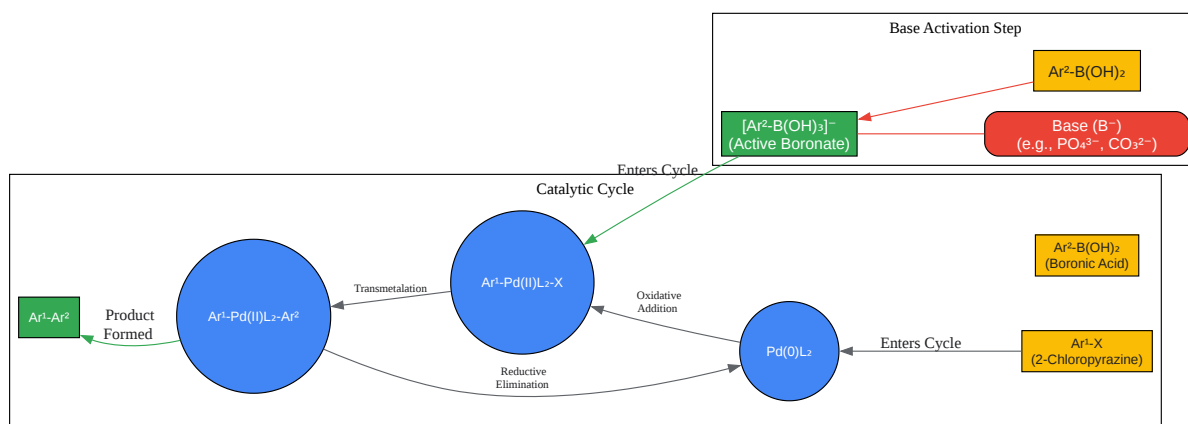 Base Activation Step
Ar²-B(OH)₂
[Ar²-B(OH)₃]⁻
(Active Boronate)
Base (B⁻)
(e.g., PO₄³⁻, CO₃²⁻)
Enters Cycle
Catalytic Cycle
Ar²-B(OH)₂
(Boronic Acid)
Ar¹-Pd(II)L₂-X
Transmetalation
Oxidative
Addition
Ar¹-Ar²
Product
Formed
Ar¹-Pd(II)L₂-Ar²
Pd(0)L₂
Enters Cycle
Ar¹-X
(2-Chloropyrazine)
Reductive
Elimination